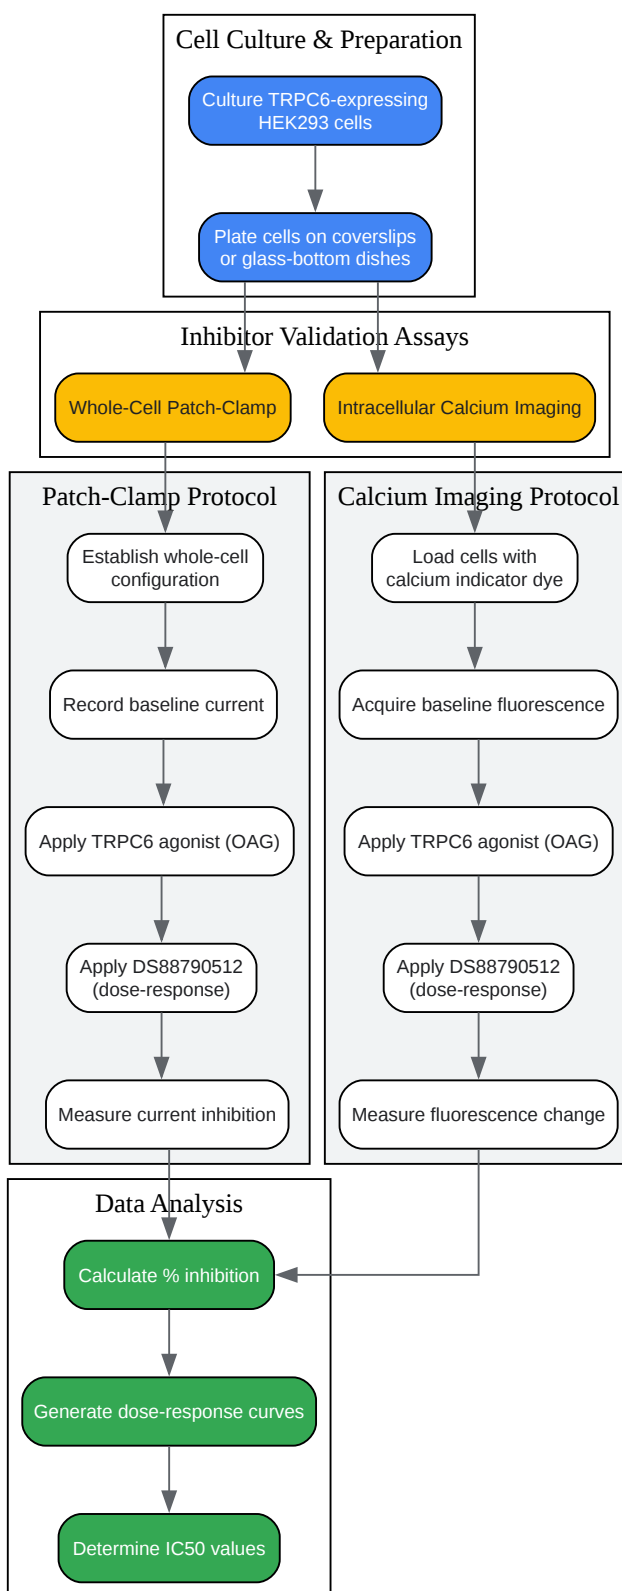 Cell Culture & Preparation
Culture TRPC6-expressing
HEK293 cells
Plate cells on coverslips
or glass-bottom dishes
Inhibitor Validation Assays
Whole-Cell Patch-Clamp
Intracellular Calcium Imaging
Patch-Clamp Protocol
Establish whole-cell
configuration
Record baseline current
Apply TRPC6 agonist (OAG)
Apply DS88790512
(dose-response)
Measure current inhibition
Calcium Imaging Protocol
Load cells with
calcium indicator dye
Acquire baseline fluorescence
Apply TRPC6 agonist (OAG)
Apply DS88790512
(dose-response)
Measure fluorescence change
Data Analysis
Calculate % inhibition
Generate dose-response curves
Determine IC50 values